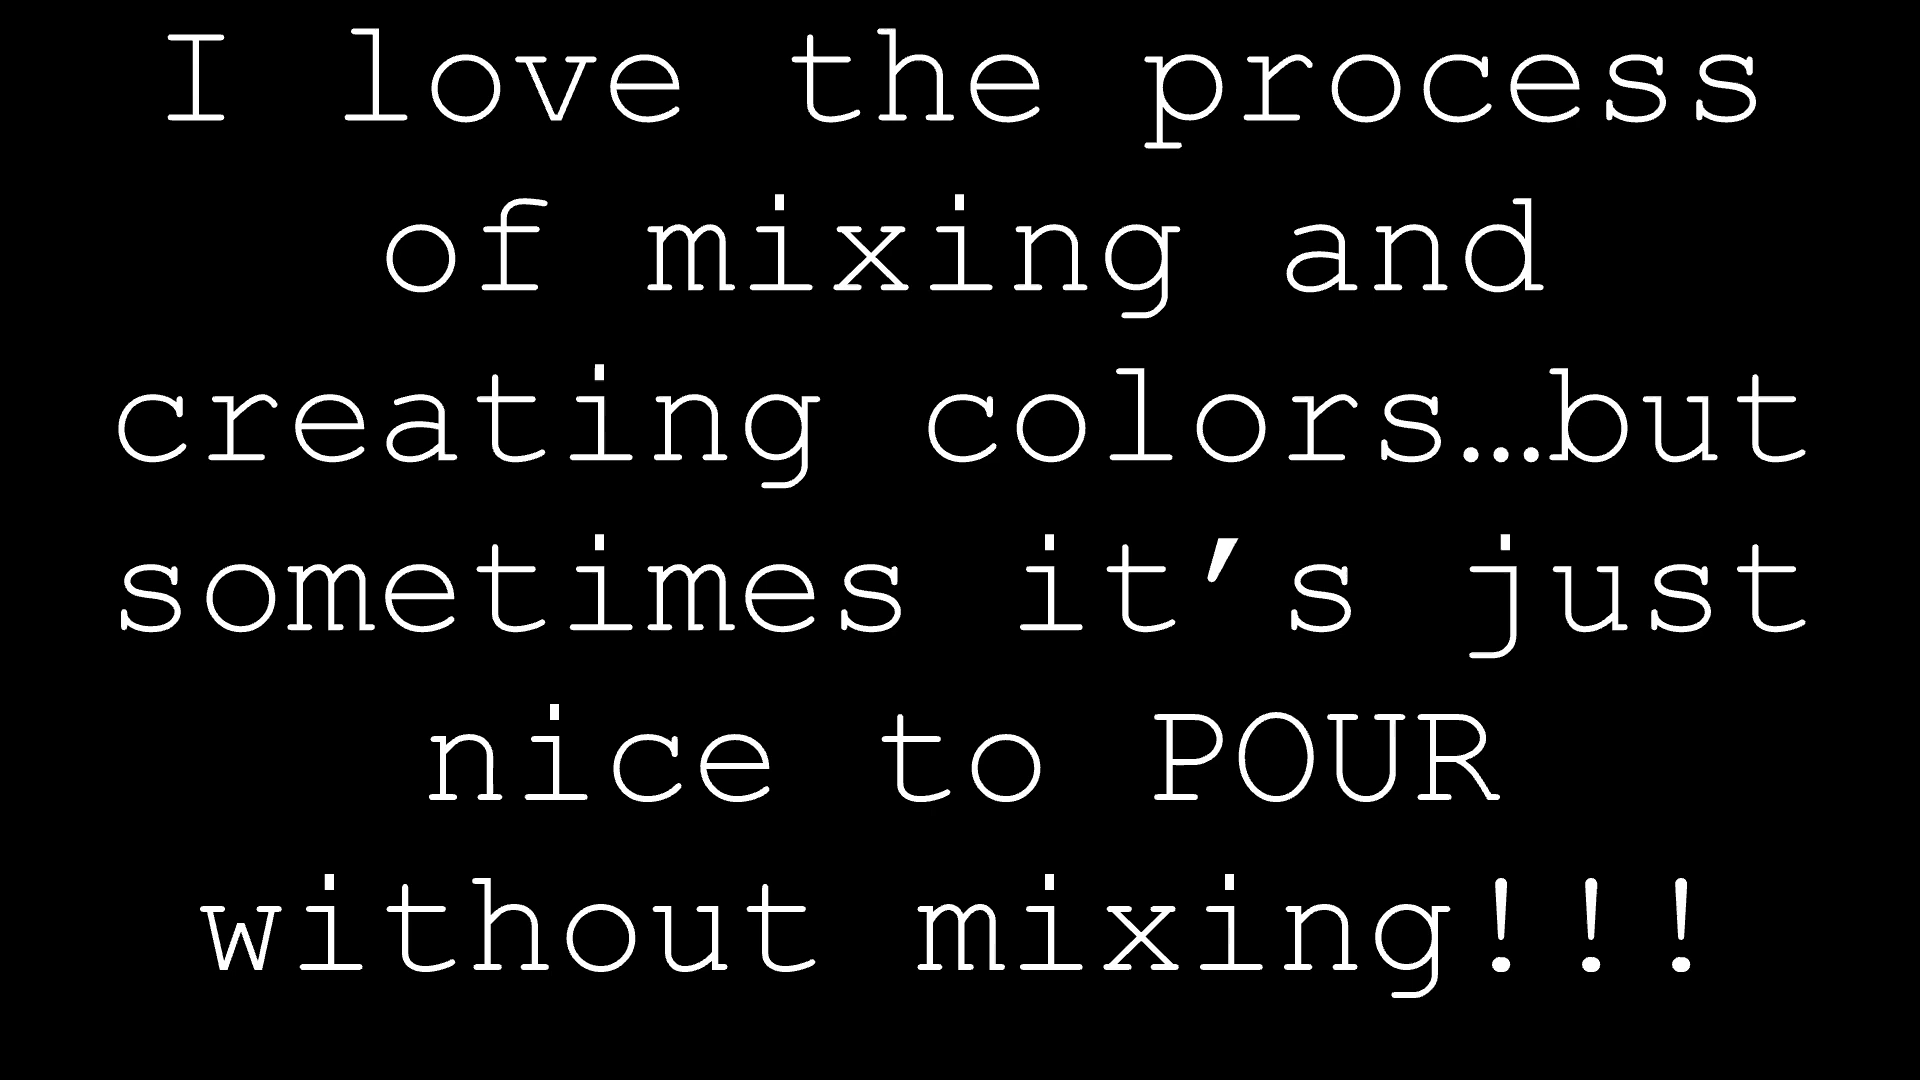 I love the process
of mixing and
creating colors…but
sometimes it’s just
nice to POUR
without mixing!!!